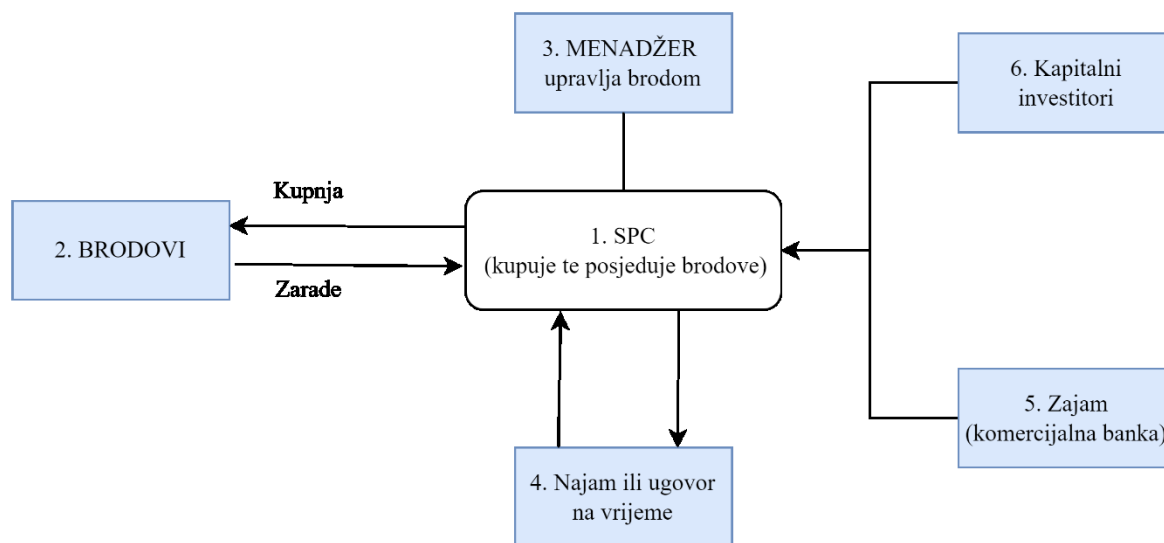 3. MENADŽER
upravlja brodom
6. Kapitalni
investitori
Kupnja
2. BRODOVI
1. SPC
(kupuje te posjeduje brodove)
Zarade
5. Zajam
(komercijalna banka)
4. Najam ili ugovor
na vrijeme